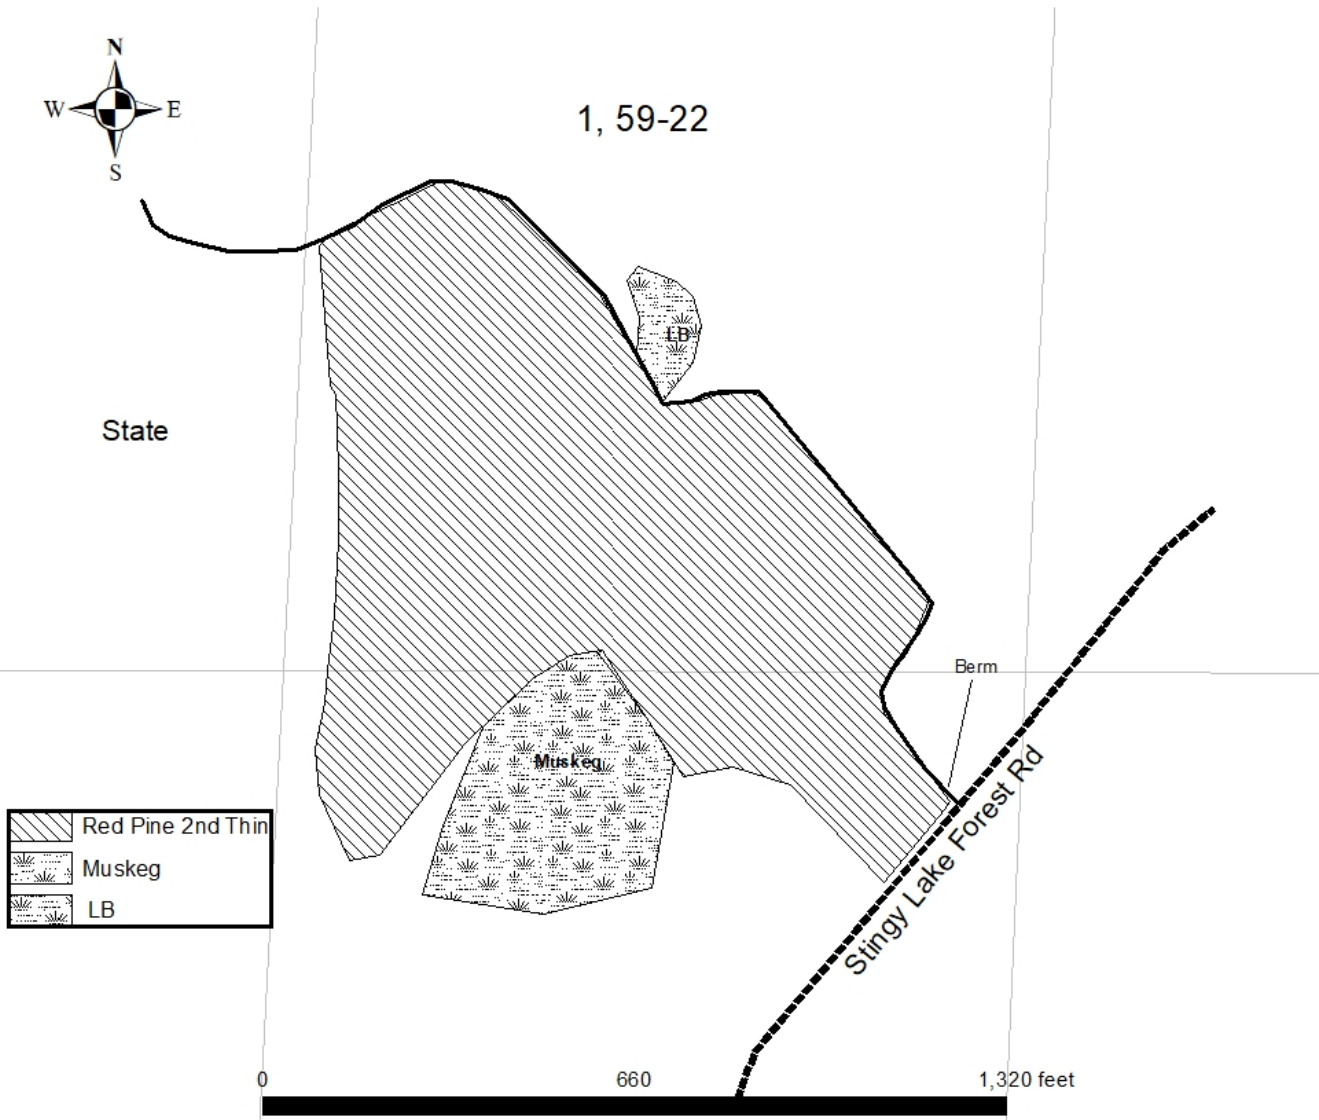 N
W E
S
1, 59-22
LB
State
Berm
Muskeg
Stingy Lake Forest Rd
Red Pine 2nd Thin
Muskeg
LB
0 660 1,320 feet